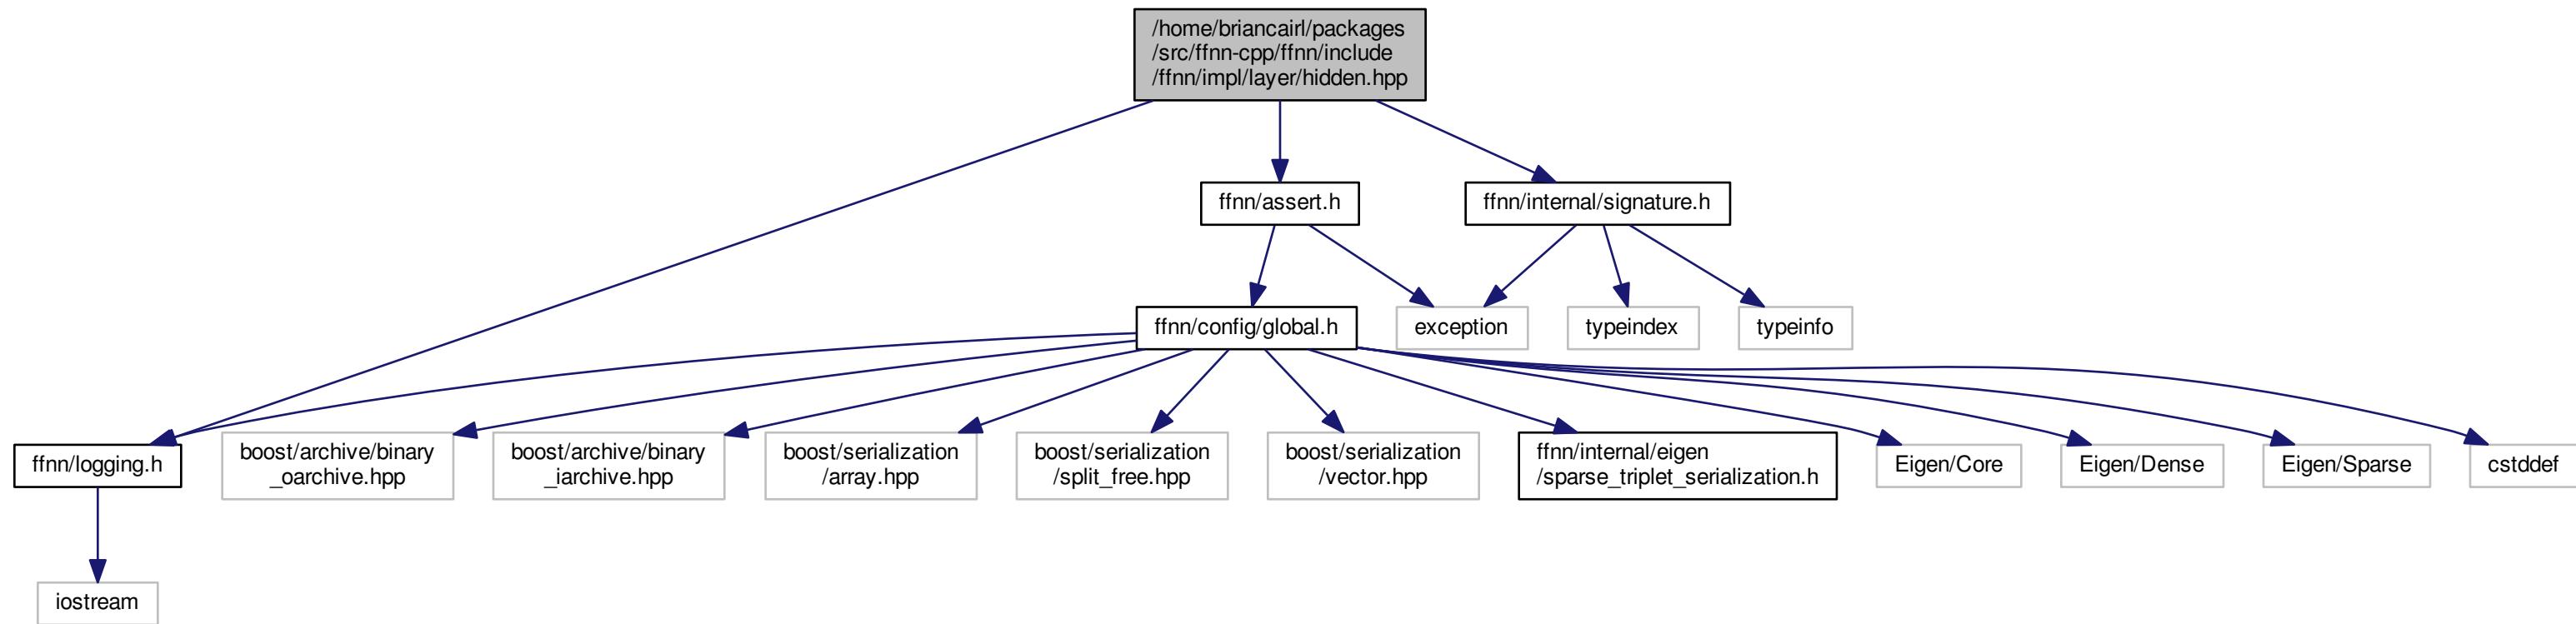 /home/briancairl/packages
/src/ffnn-cpp/ffnn/include
/ffnn/impl/layer/hidden.hpp
ffnn/assert.h
ffnn/internal/signature.h
ffnn/config/global.h
exception
typeindex
typeinfo
ffnn/logging.h
boost/archive/binary
_oarchive.hpp
boost/archive/binary
_iarchive.hpp
boost/serialization
/array.hpp
boost/serialization
/split_free.hpp
boost/serialization
/vector.hpp
ffnn/internal/eigen
/sparse_triplet_serialization.h
Eigen/Core
Eigen/Dense
Eigen/Sparse
cstddef
iostream